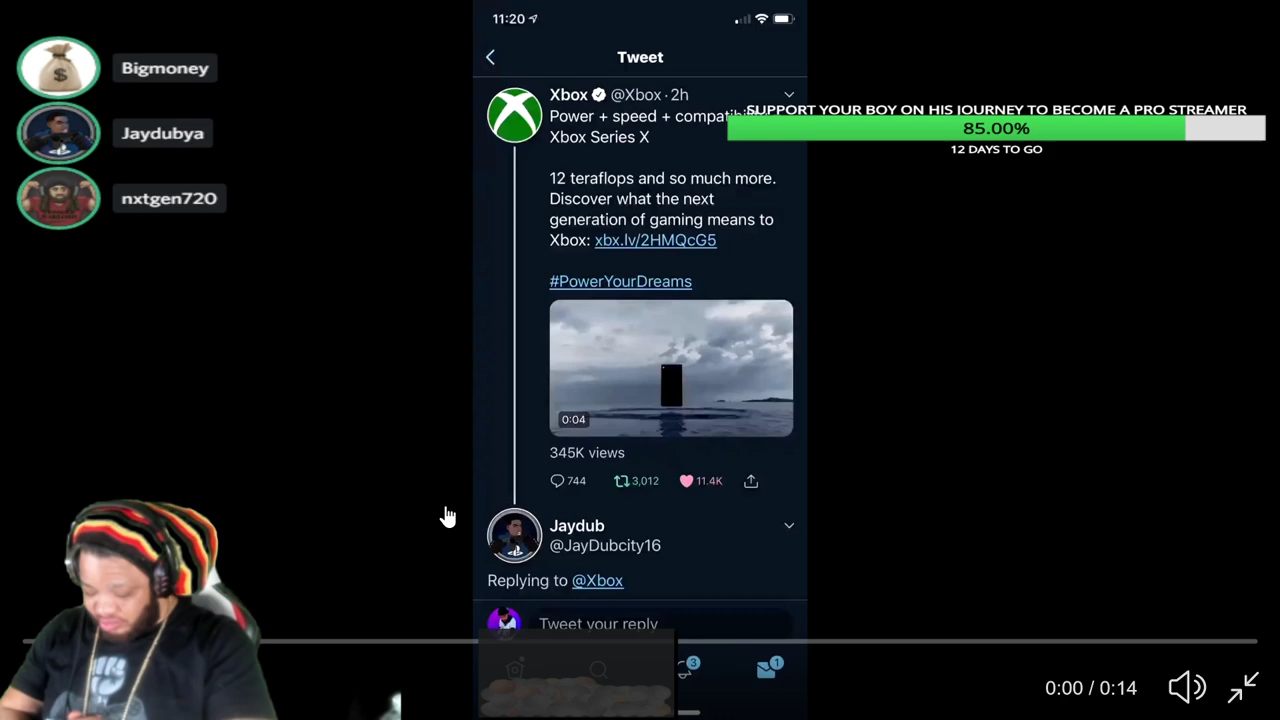 11:20
Tweet
Bigmoney
Jaydubya
nxtgen720
Xbox @Xbox · 2h
Power + speed + compatibi
Xbox Series X
SUPPORT YOUR BOY ON HIS JOURNEY TO BECOME A PRO STREAMER
85.00%
12 DAYS TO GO
12 teraflops and so much more.
Discover what the next
generation of gaming means to
Xbox: xbx.lv/2HMQcG5
#PowerYourDreams
0:04
345K views
744 3,012 11.4K
Jaydub
@JayDubcity16
Replying to @Xbox
Tweet your reply
3 1
0:00 / 0:14